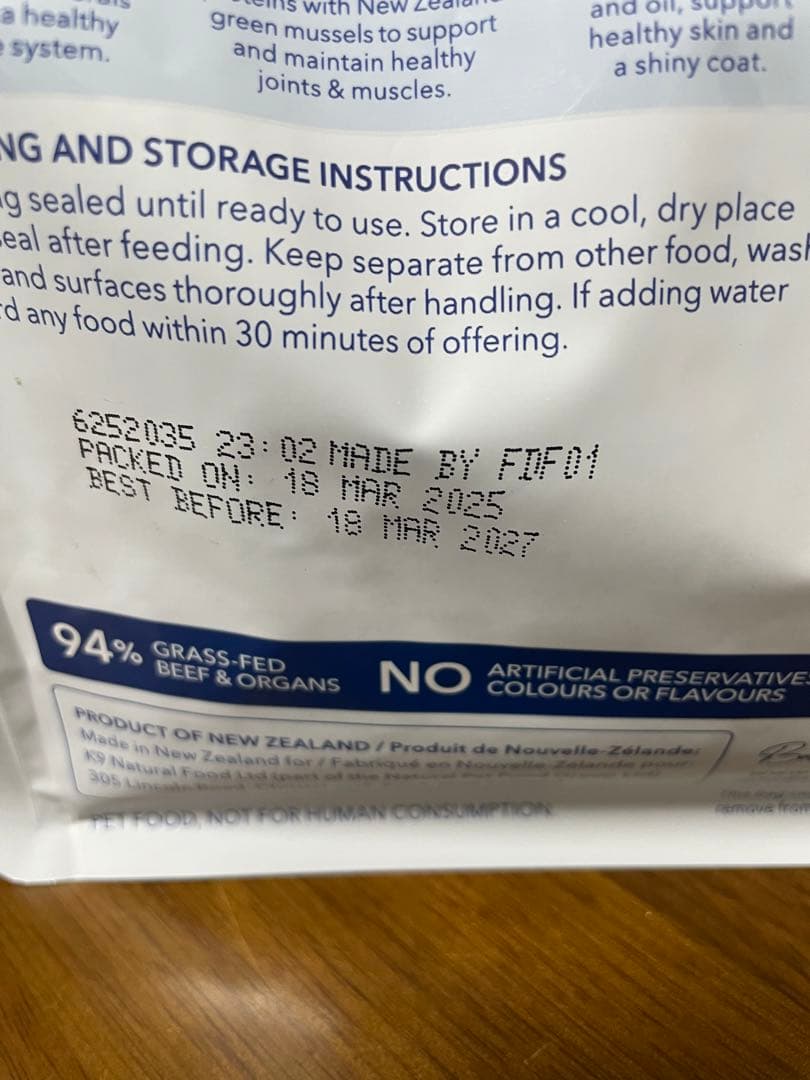 a healthy
system.
with New
green mussels to support
and maintain healthy
joints & muscles.
and oil, support
healthy skin and
a shiny coat.
AND STORAGE INSTRUCTIONS
sealed until ready to use. Store in a cool, dry place
after feeding. Keep separate from other food,
and surfaces thoroughly after handling. If adding water
any food within 30 minutes of offering.
6252035 23:02 MADE BY FDF01
PACKED ON: 18 MAR 2025
BEST BEFORE: 18 MAR 2027
94% GRASS-FED
BEEF & ORGANS
NO ARTIFICIAL PRESERVATIVES
COLOURS OR FLAVOURS
PRODUCT OF NEW ZEALAND / Produit de Nouvelle-Zélande:
Made in New Zealand for / Fabriqué en Nouvelle Zelande pour:
K9 Natural Food Ltd
305
PET FOOD, NOT FOR HUMAN CONSUMPTION